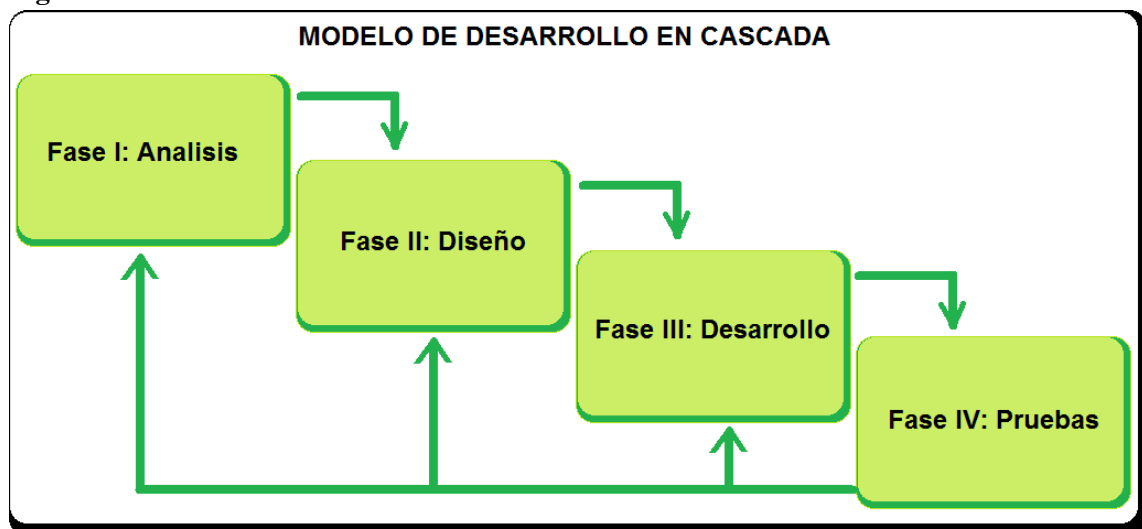 MODELO DE DESARROLLO EN CASCADA
Fase I: Analisis
Fase II: Diseño
Fase III: Desarrollo
Fase IV: Pruebas